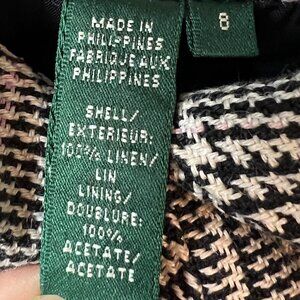 MADE IN
PHILIPPINES
FABRIQUE AUX
PHILIPPINES
SHELL/
EXTERIEUR:
100% LINEN/
LIN
LINING/
DOUBLURE:
100%
ACETATE/
ACETATE
8